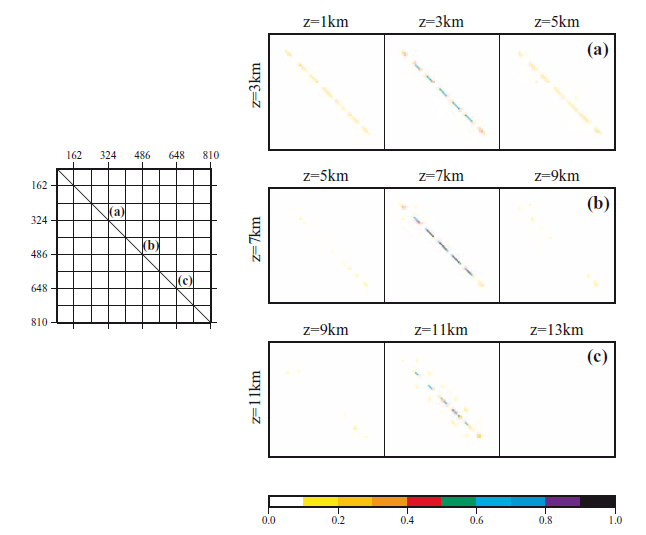 z=1km z=3km z=5km
(a)
z=3km
162 324 486 648 810
162
324
486
648
810
(a)
(b)
(c)
z=5km z=7km z=9km
(b)
z=7km
z=9km z=11km z=13km
(c)
z=11km
0.0 0.2 0.4 0.6 0.8 1.0